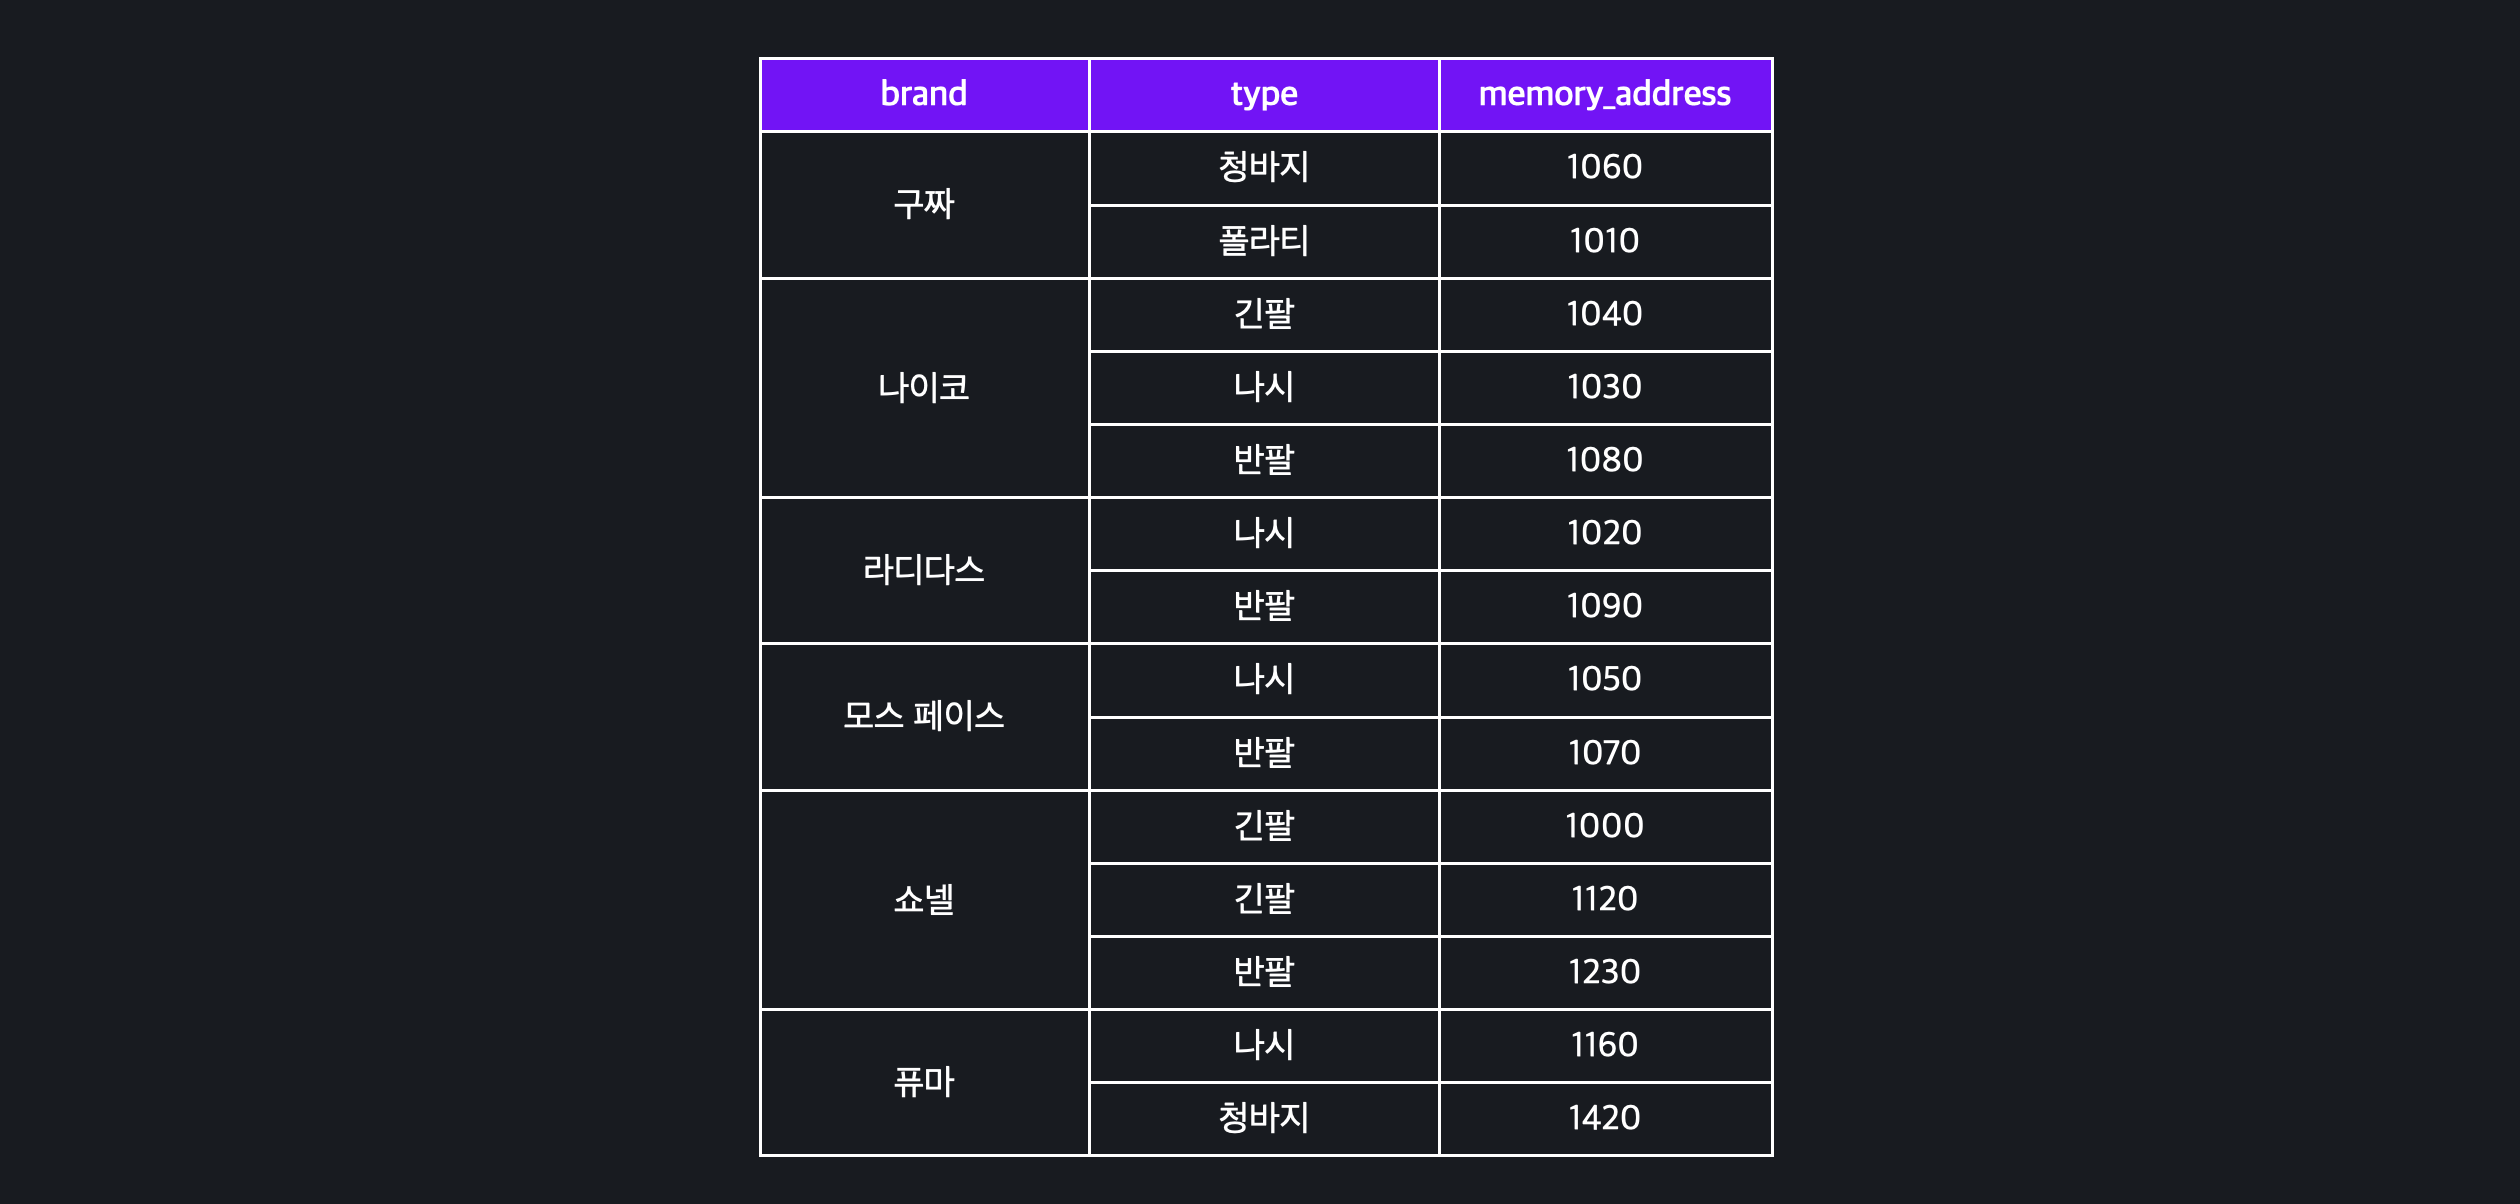 brand type memory_address
구짜 청바지 1060
폴라티 1010
나이코 긴팔 1040
나시 1030
반팔 1080
라디다스 나시 1020
반팔 1090
모스 페이스 나시 1050
반팔 1070
쇼넬 긴팔 1000
긴팔 1120
반팔 1230
퓨마 나시 1160
청바지 1420